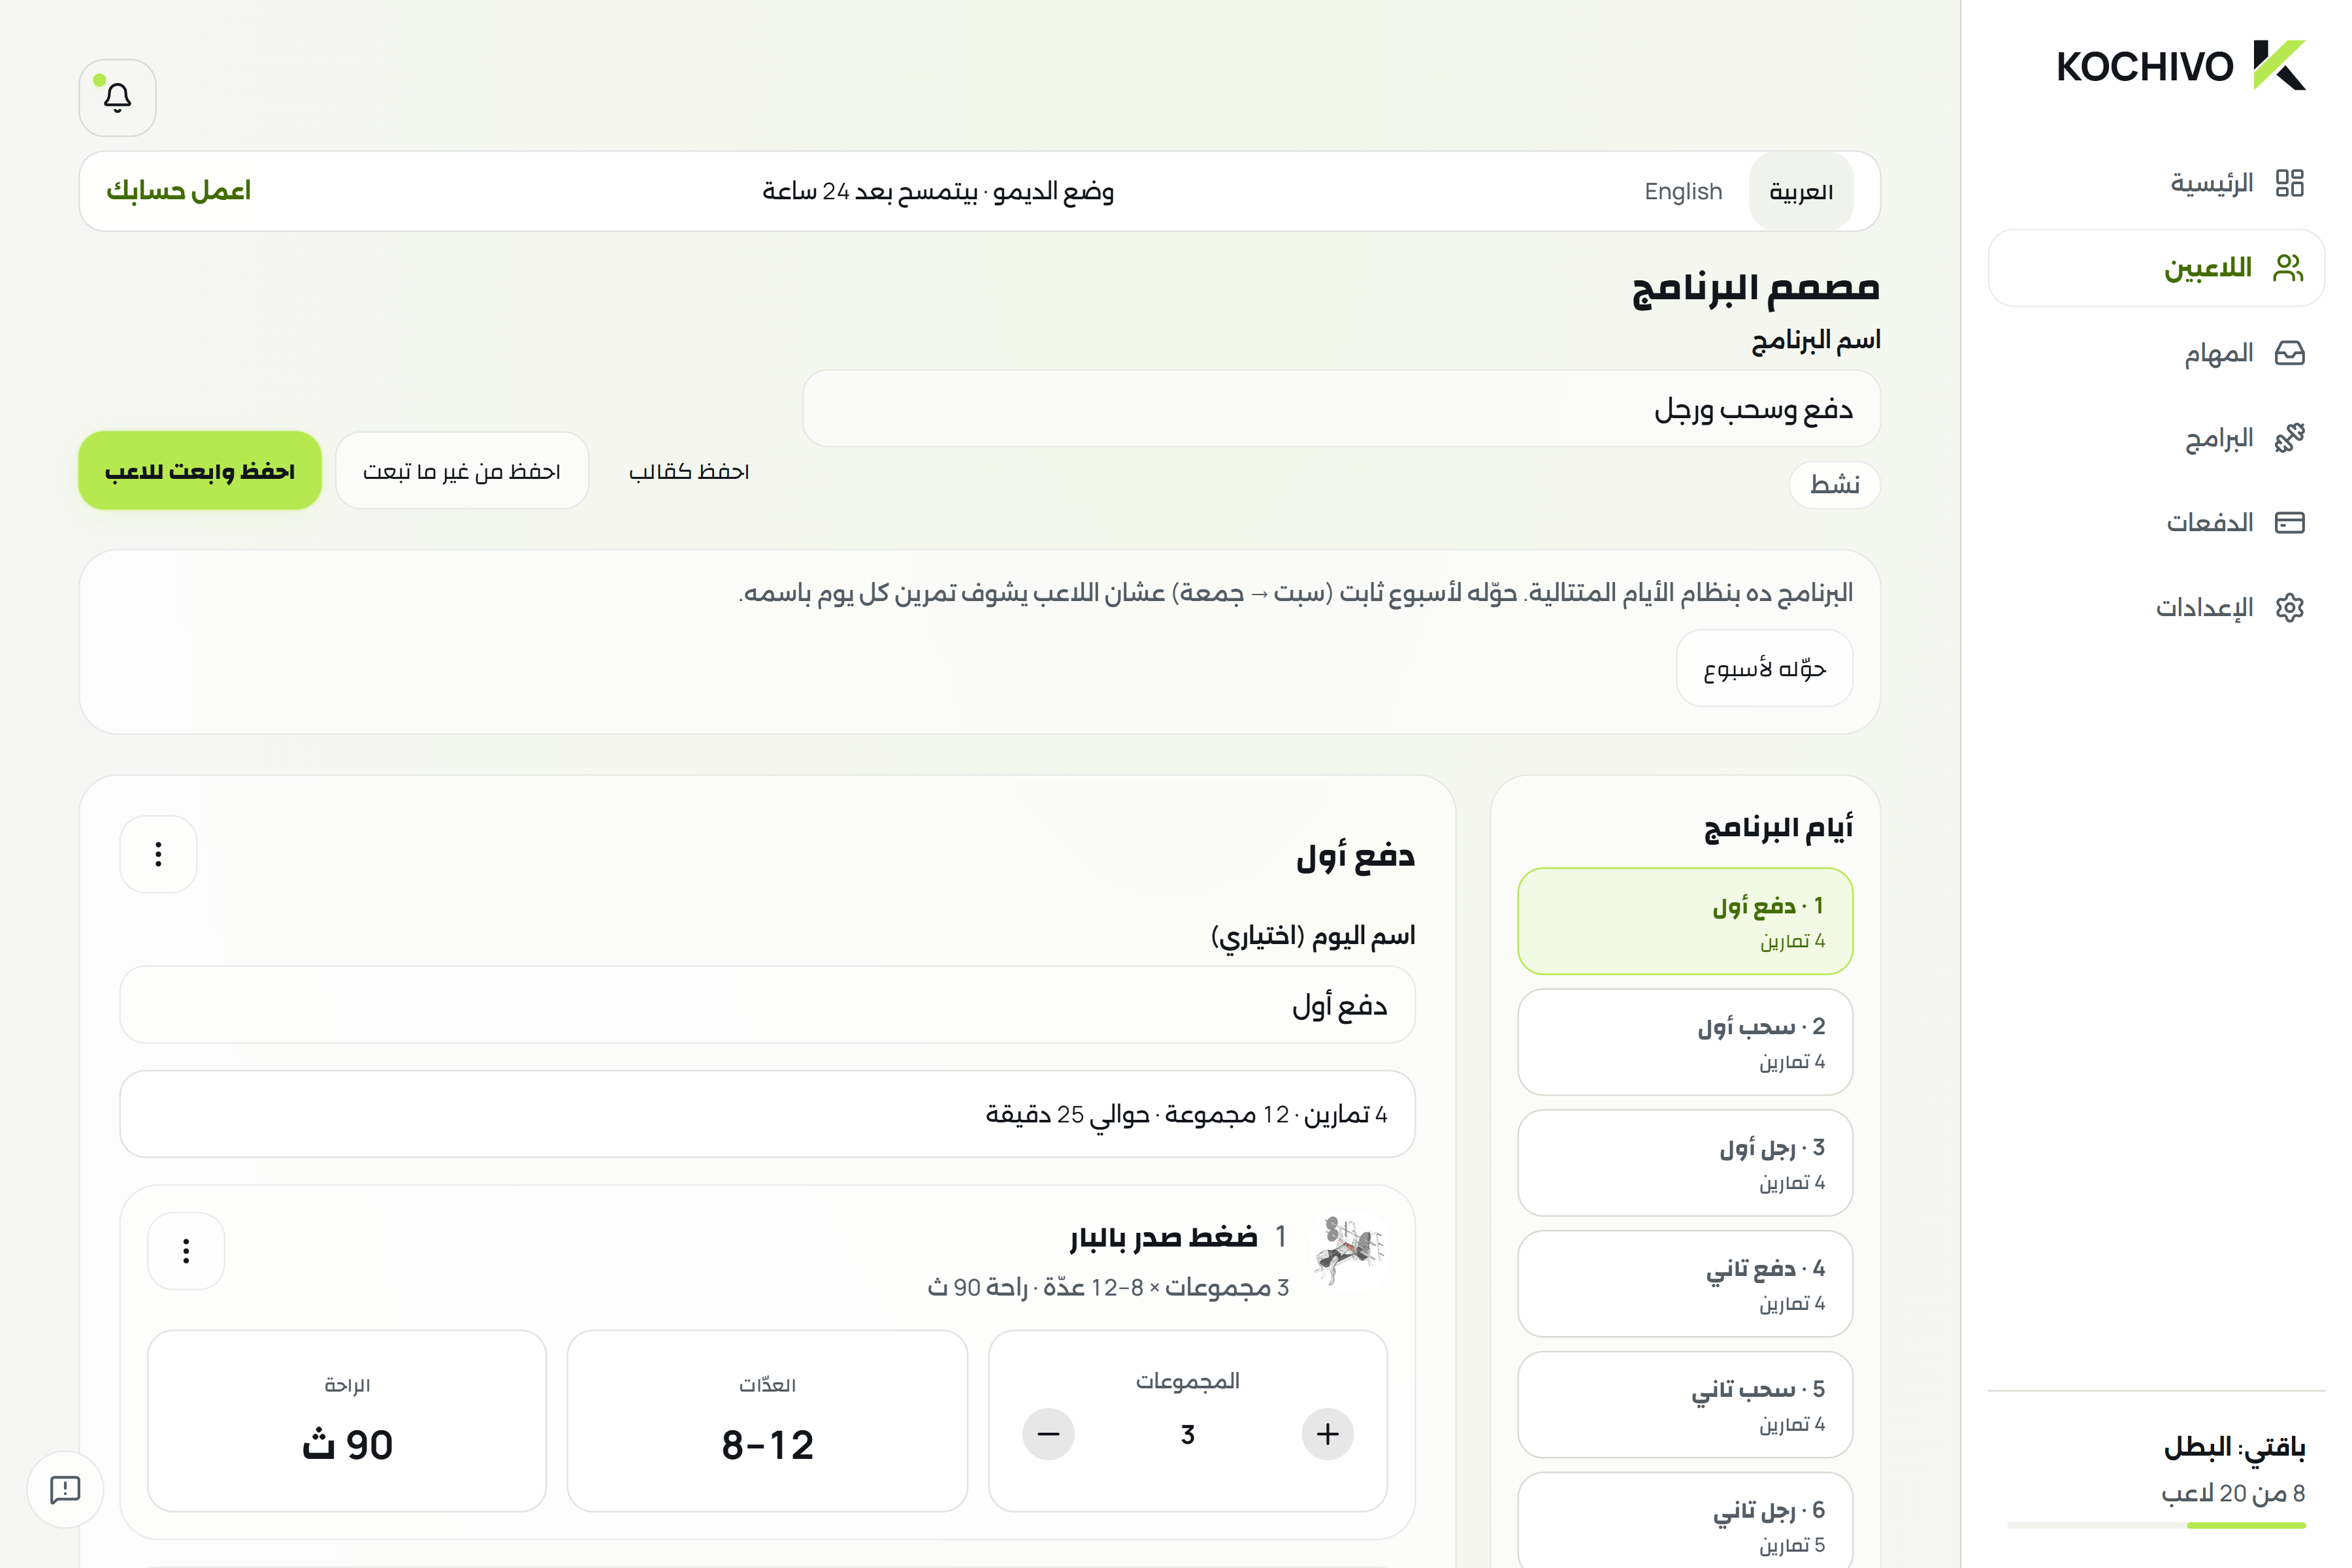 KOCHIVO
الرئيسية
اللاعبين
المهام
البرامج
الدفعات
الإعدادات
باقتي: البطل
8 من 20 لاعب
العربية
English
وضع الديمو · بيتمسح بعد 24 ساعة
اعمل حسابك
مصمم البرنامج
اسم البرنامج
دفع وسحب ورجل
نشط
احفظ كقالب
احفظ من غير ما تبعت
احفظ وابعت للاعب
البرنامج ده بنظام الأيام المتتالية. حوّله لأسبوع ثابت (سبت → جمعة) عشان اللاعب يشوف تمرين كل يوم باسمه.
حوّله لأسبوع
أيام البرنامج
1 · دفع أول
4 تمارين
2 · سحب أول
4 تمارين
3 · رجل أول
4 تمارين
4 · دفع تاني
4 تمارين
5 · سحب تاني
4 تمارين
6 · رجل تاني
5 تمارين
دفع أول
اسم اليوم (اختياري)
دفع أول
4 تمارين · 12 مجموعة · حوالي 25 دقيقة
1 ضغط صدر بالبار
3 مجموعات × 8–12 عدّة · راحة 90 ث
المجموعات
3
العدّات
8–12
الراحة
90 ث